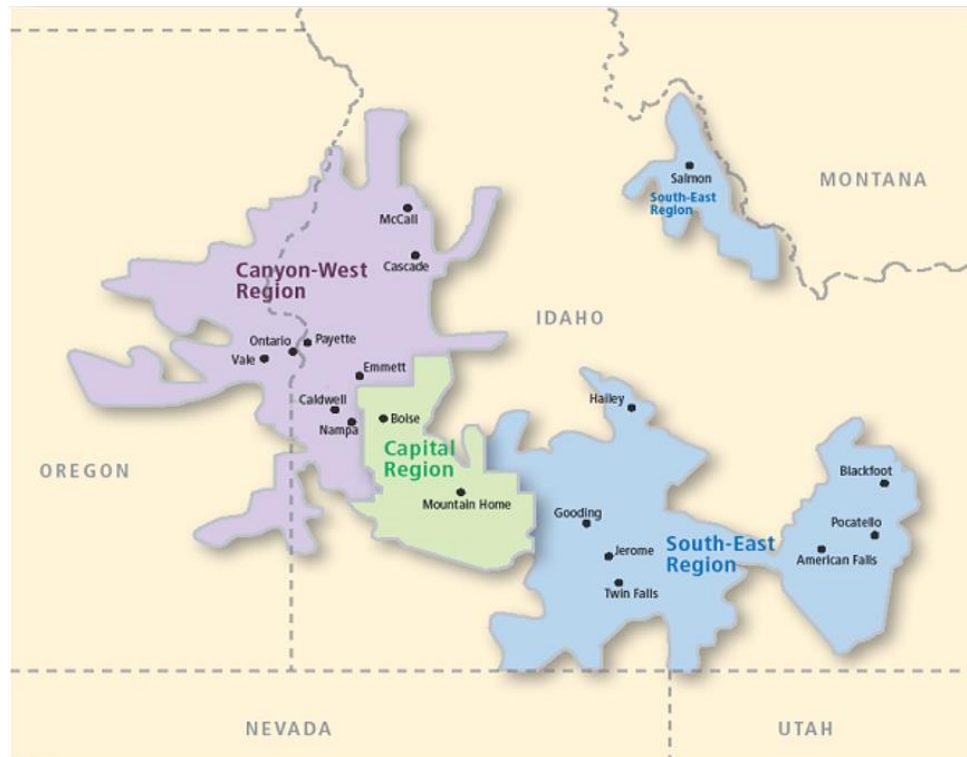 Salmon
South-East
Region
MONTANA
McCall
Cascade
Canyon-West
Region
IDAHO
Ontario
Payette
Vale
Emmett
Caldwell
Nampa
Boise
Hailey
Capital
Region
OREGON
Mountain Home
Blackfoot
Gooding
Pocatello
South-East
Region
Jerome
American Falls
Twin Falls
NEVADA
UTAH